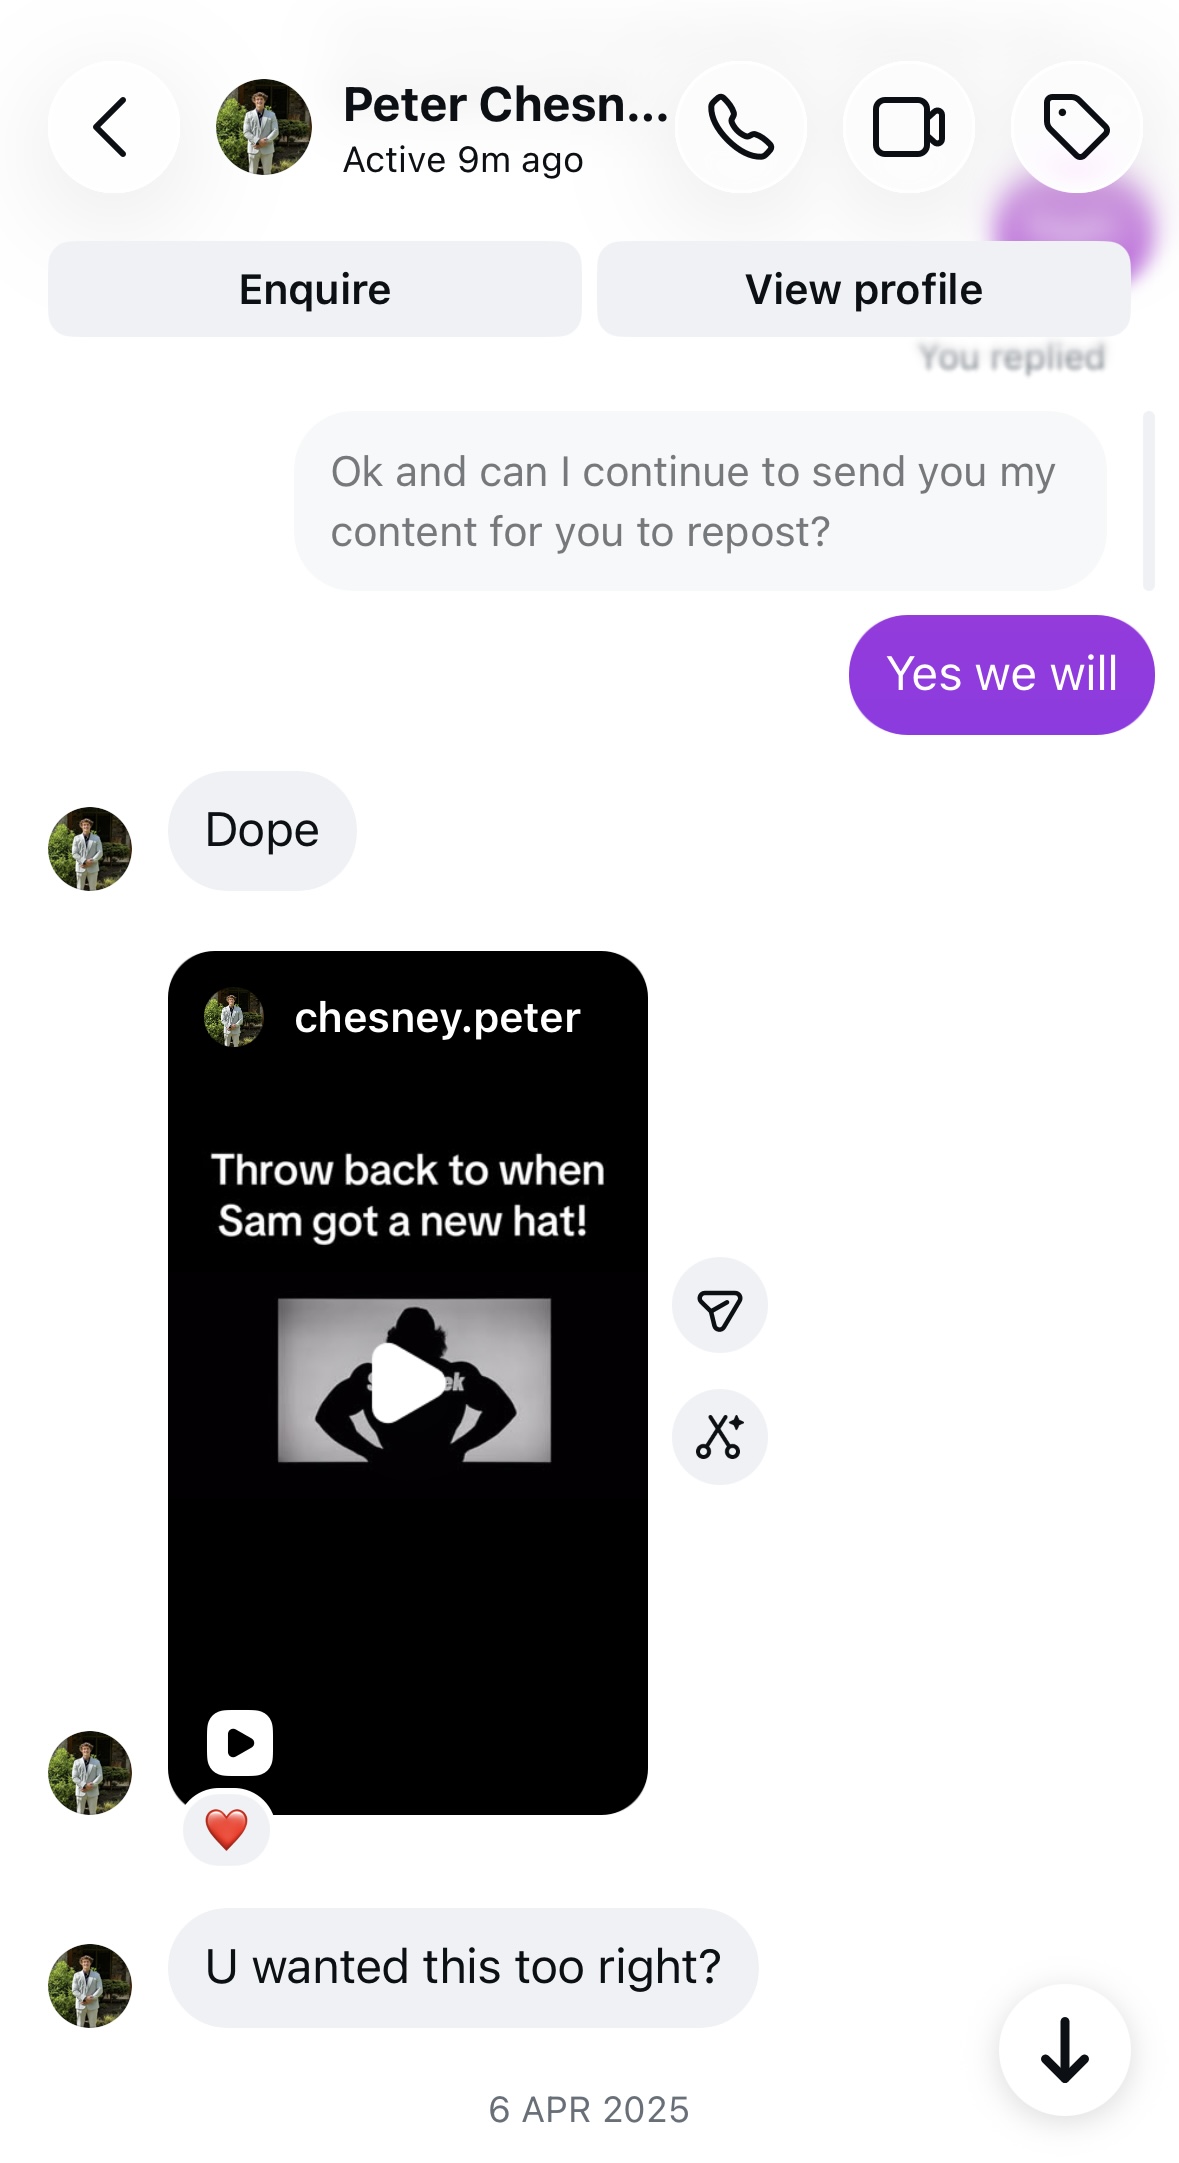 Peter Chesn...
Active 9m ago
Enquire
View profile
You replied
Ok and can I continue to send you my
content for you to repost?
Yes we will
Dope
chesney.peter
Throw back to when
Sam got a new hat!
U wanted this too right?
6 APR 2025